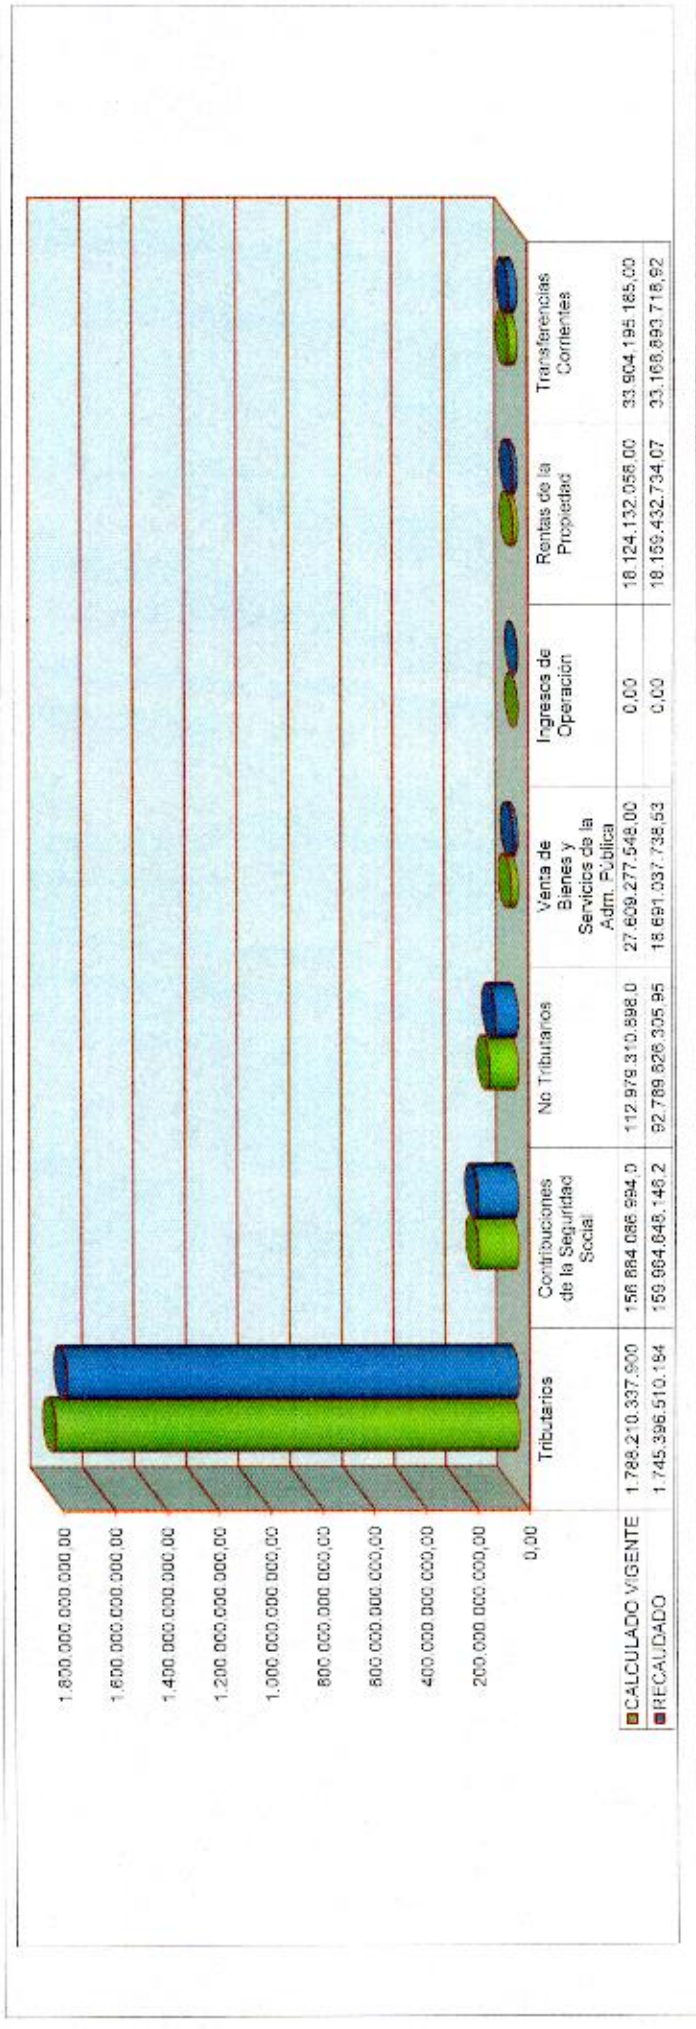 1.800.000.000.000,00
1.600.000.000.000,00
1.400.000.000.000,00
1.200.000.000.000,00
1.000.000.000.000,00
800.000.000.000,00
600.000.000.000,00
400.000.000.000,00
200.000.000.000,00
0,00
Tributarios
Contribuciones
de la Seguridad
Social
No Tributarios
Venta de
Bienes y
Servicios de la
Adm. Pública
Ingresos de
Operación
Rentas de la
Propiedad
Transferencias
Corrientes
CALCULADO VIGENTE 1.788.210.337.900 156.884.086.994,0 112.979.310.898,0 27.609.277.548,00 0,00 18.124.132.058,00 33.904.195.185,00
RECAUDADO 1.745.396.510.184 159.964.648.146,2 92.789.626.305,95 18.691.037.738,53 0,00 18.159.432.734,07 33.168.893.718,92